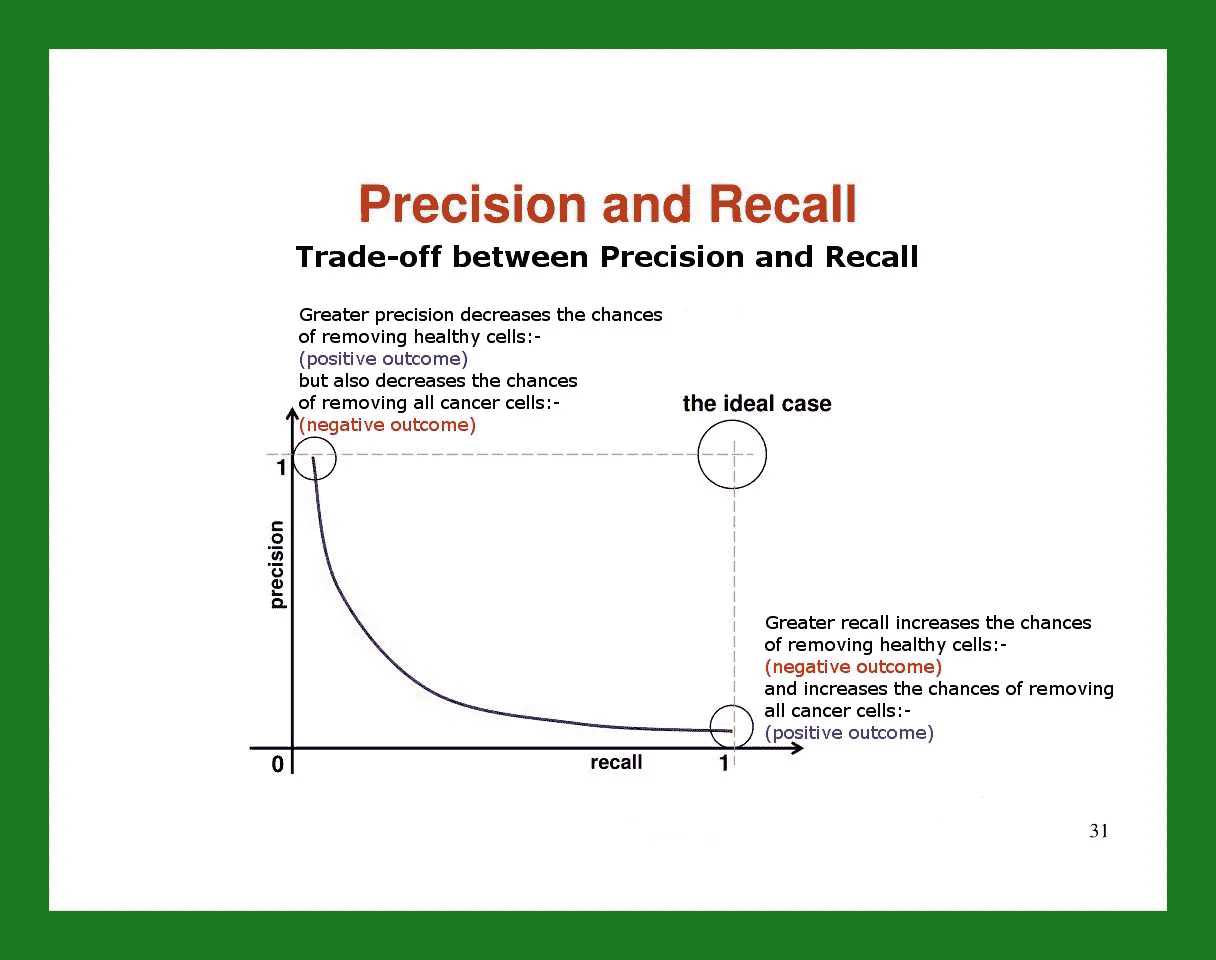 Precision and Recall
Trade-off between Precision and Recall
Greater precision decreases the chances
of removing healthy cells:-
(positive outcome)
but also decreases the chances
of removing all cancer cells:-
(negative outcome)
the ideal case
1
precision
Greater recall increases the chances
of removing healthy cells:-
(negative outcome)
and increases the chances of removing
all cancer cells:-
(positive outcome)
0
recall
1
31